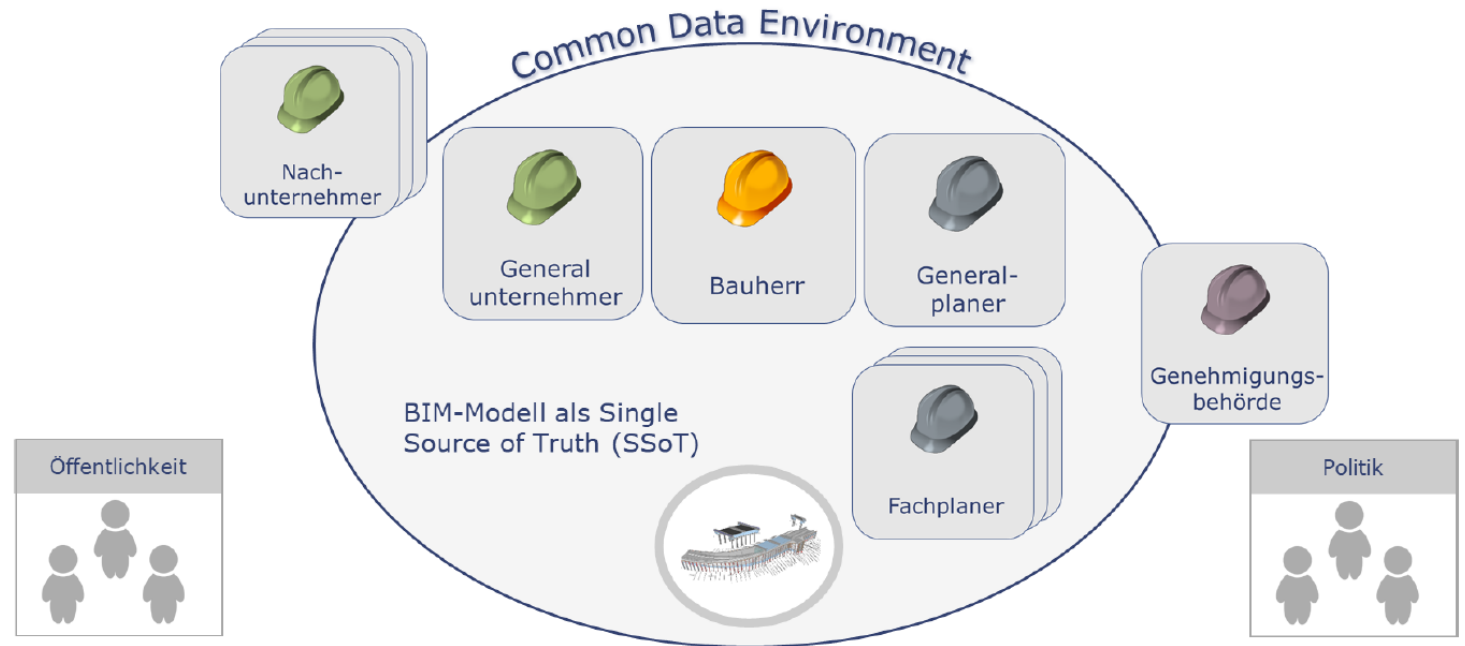 Common Data Environment
Nach-
unternehmer
General
unternehmer
Bauherr
General-
planer
Genehmigungs-
behörde
BIM-Modell als Single
Source of Truth (SSoT)
Fachplaner
Öffentlichkeit
Politik